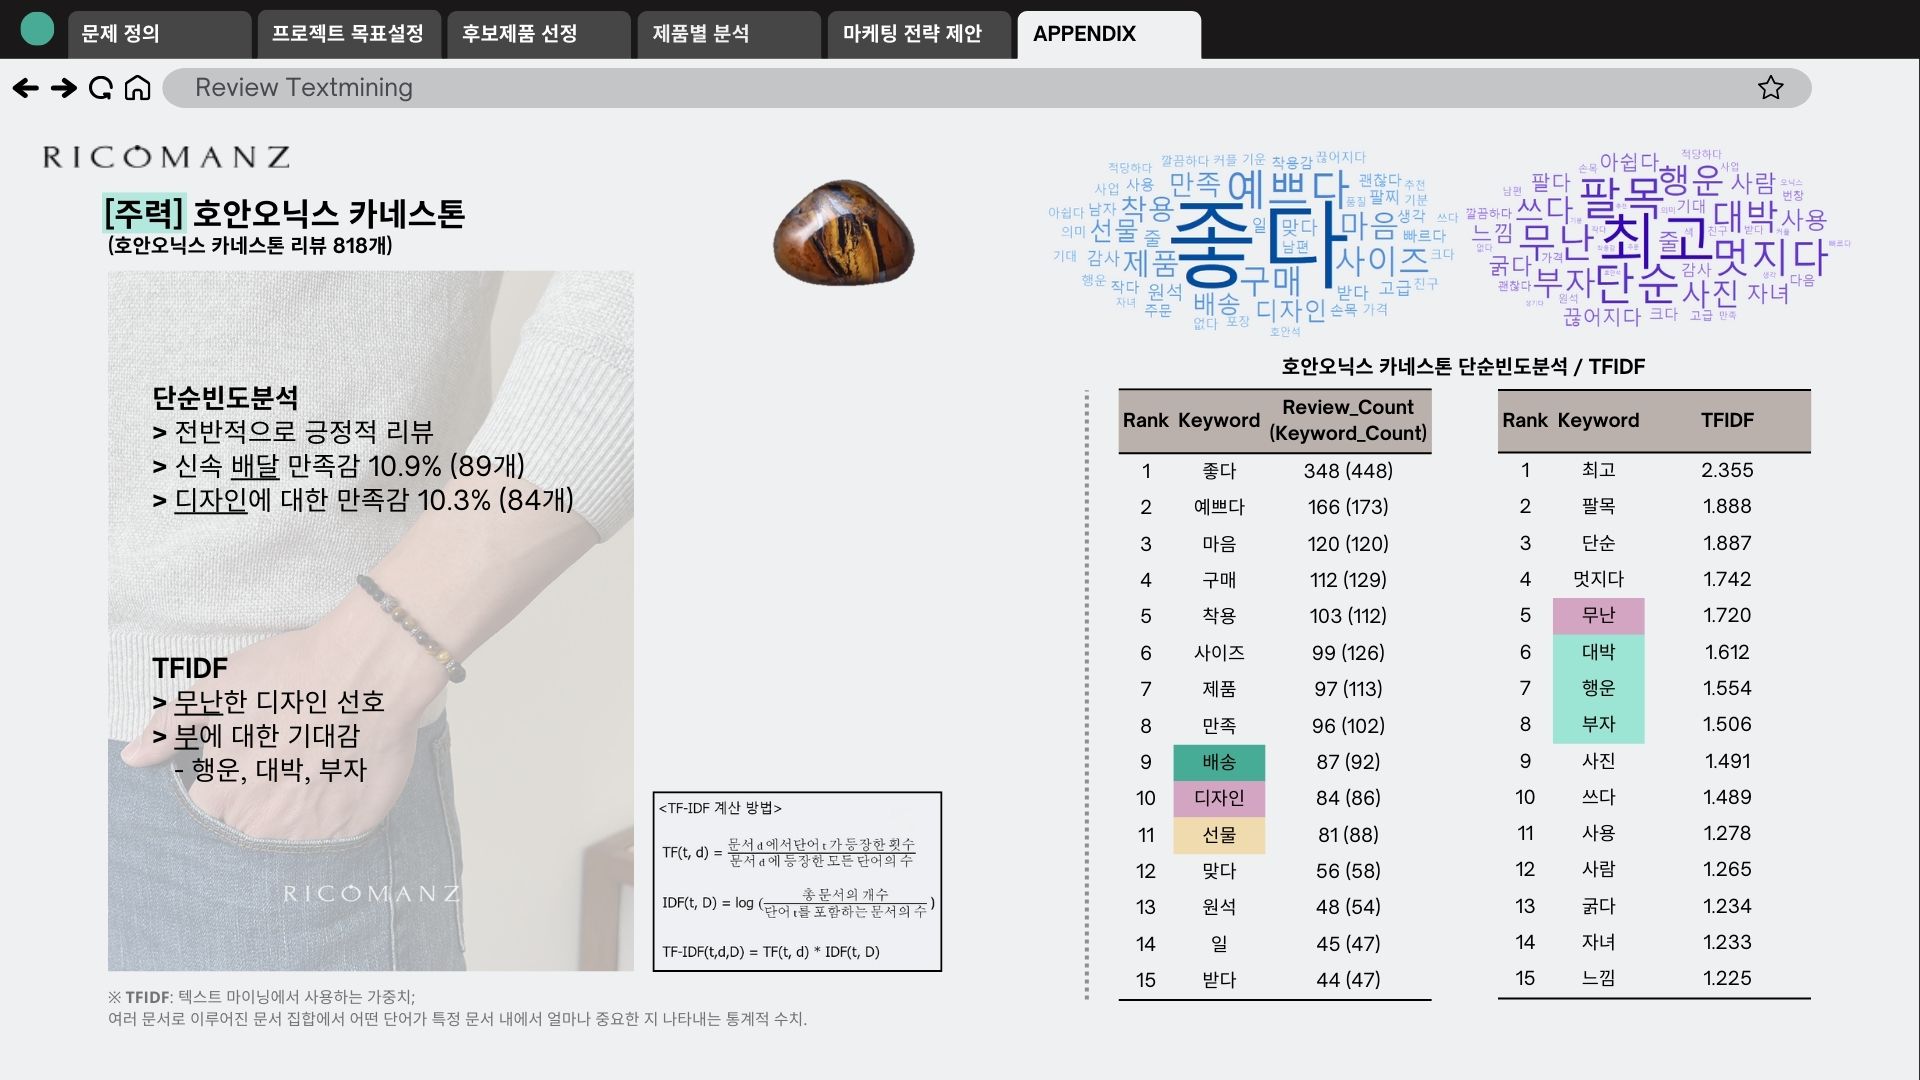 문제 정의
프로젝트 목표설정
후보제품 선정
제품별 분석
마케팅 전략 제안
APPENDIX
Review Textmining
RICOMANZ
[주력] 호안오닉스 카네스톤
(호안오닉스 카네스톤 리뷰 818개)
단순빈도분석
> 전반적으로 긍정적 리뷰
> 신속 배달 만족감 10.9% (89개)
> 디자인에 대한 만족감 10.3% (84개)
TFIDF
> 무난한 디자인 선호
> 부에 대한 기대감
- 행운, 대박, 부자
RICOMANZ
<TF-IDF 계산 방법>
TF(t, d) = 문서 d 에서 단어 t 가 등장한 횟수
문서 d 에 등장한 모든 단어의 수
IDF(t, D) = log ( 총 문서의 개수
단어 t를 포함하는 문서의 수 )
TF-IDF(t,d,D) = TF(t, d) * IDF(t, D)
※ TFIDF: 텍스트 마이닝에서 사용하는 가중치;
여러 문서로 이루어진 문서 집합에서 어떤 단어가 특정 문서 내에서 얼마나 중요한 지 나타내는 통계적 수치.
적당하다 깔끔하다 커플 기운 착용감 끊어지다
사업 사용 만족 예쁘다 괜찮다 추천
품질 팔찌 기분
아쉽다 남자 착용 좋다 일 맞다 마음 생각 쓰다
의미 선물 줄 남편 빠르다
기대 감사 제품 구매 사이즈 크다
행운 작다 원석 받다 고급 친구
자녀 주문 배송 디자인 손목 가격
없다 포장 호안석
손목 아쉽다 적당하다 사업
남편 팔다 팔목 행운 사람 오닉스
번창
깔끔하다 쓰다 의미 기대 대박 사용
느낌 무난 최고 줄 색 친구 받다 커플
없다 멋지다 빠르다
굵다 가격 감사 생각 다음
괜찮다 부자 단순 사진 자녀
원석 끊어지다 크다 고급 만족
호안오닉스 카네스톤 단순빈도분석 / TFIDF
Rank Keyword Review_Count
(Keyword_Count)
1 좋다 348 (448)
2 예쁘다 166 (173)
3 마음 120 (120)
4 구매 112 (129)
5 착용 103 (112)
6 사이즈 99 (126)
7 제품 97 (113)
8 만족 96 (102)
9 배송 87 (92)
10 디자인 84 (86)
11 선물 81 (88)
12 맞다 56 (58)
13 원석 48 (54)
14 일 45 (47)
15 받다 44 (47)
Rank Keyword TFIDF
1 최고 2.355
2 팔목 1.888
3 단순 1.887
4 멋지다 1.742
5 무난 1.720
6 대박 1.612
7 행운 1.554
8 부자 1.506
9 사진 1.491
10 쓰다 1.489
11 사용 1.278
12 사람 1.265
13 굵다 1.234
14 자녀 1.233
15 느낌 1.225